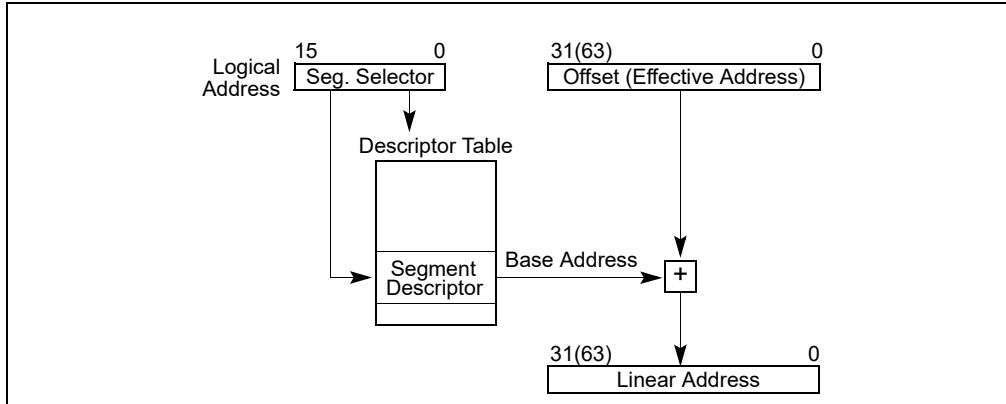 15 0
31(63) 0
Logical
Address
Seg. Selector
Offset (Effective Address)
Descriptor Table
Base Address
Segment
Descriptor
+
31(63) 0
Linear Address